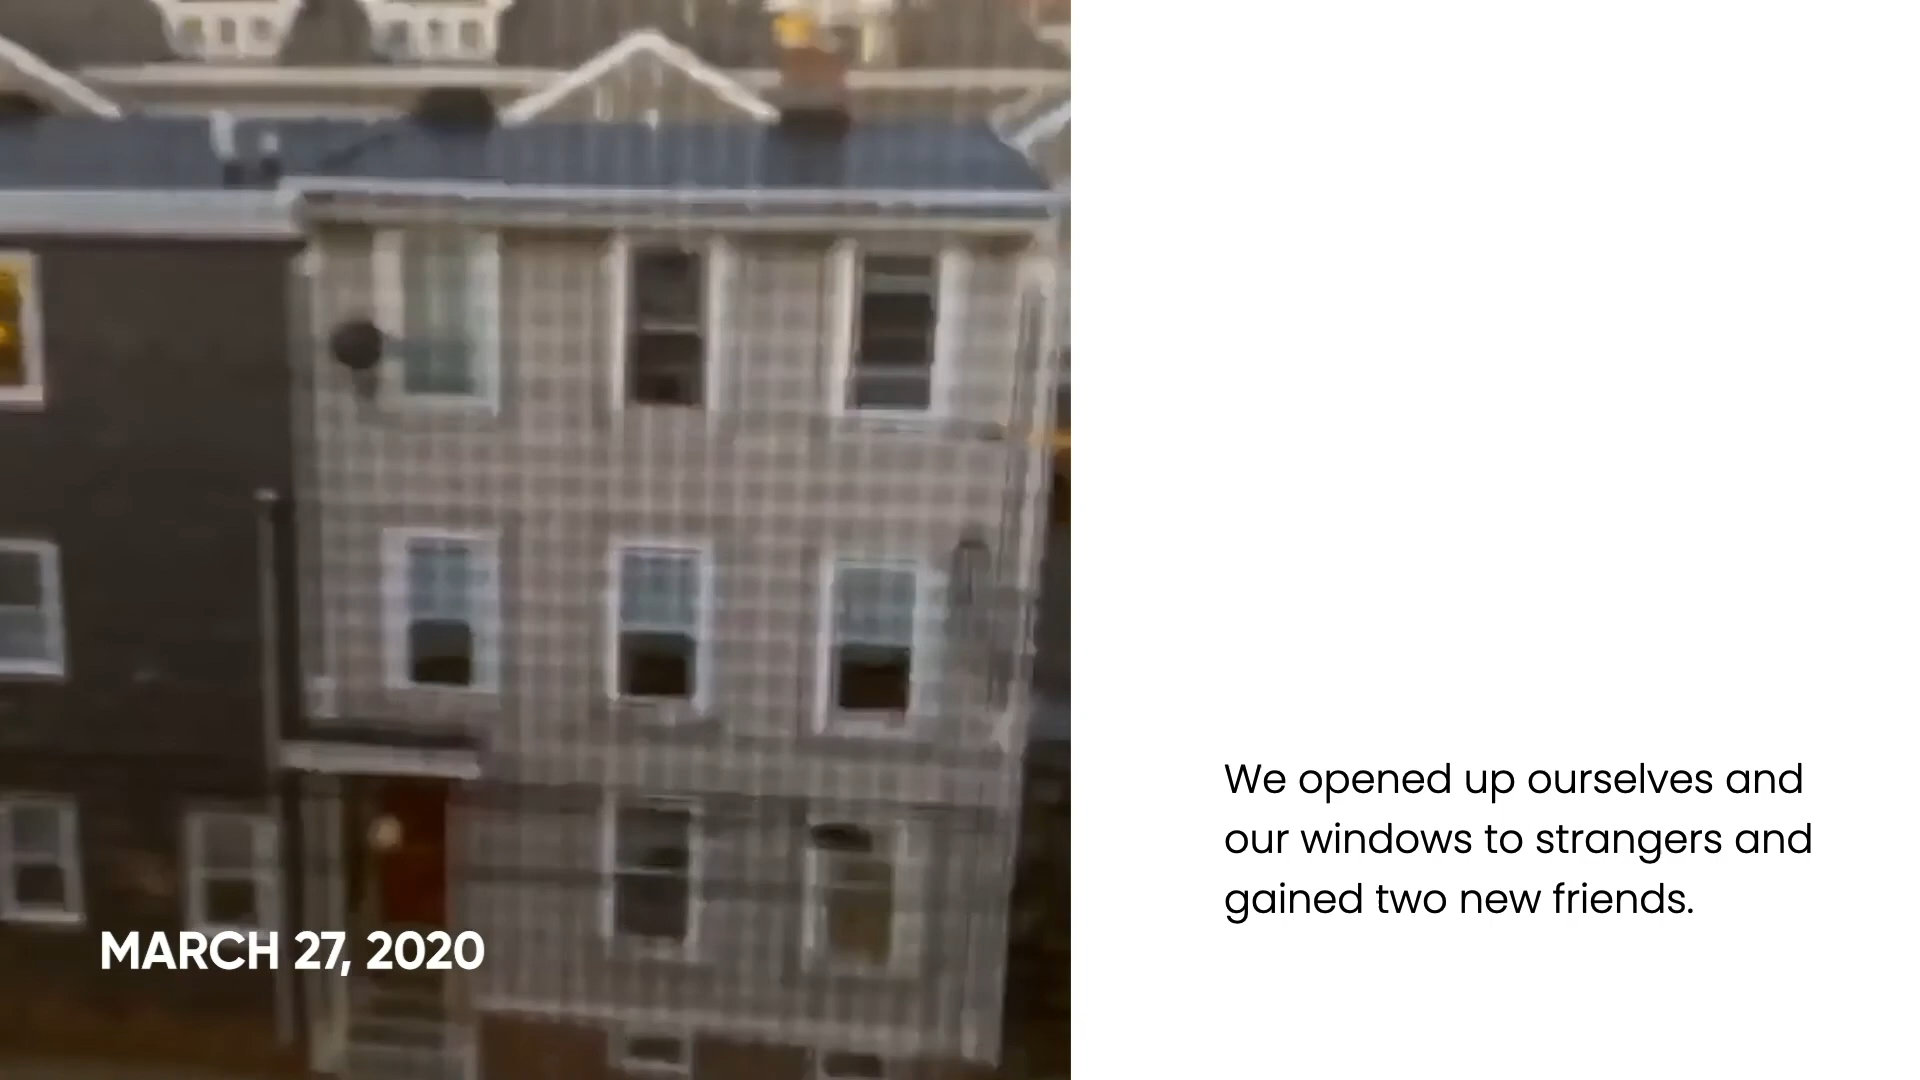 MARCH 27, 2020
We opened up ourselves and
our windows to strangers and
gained two new friends.